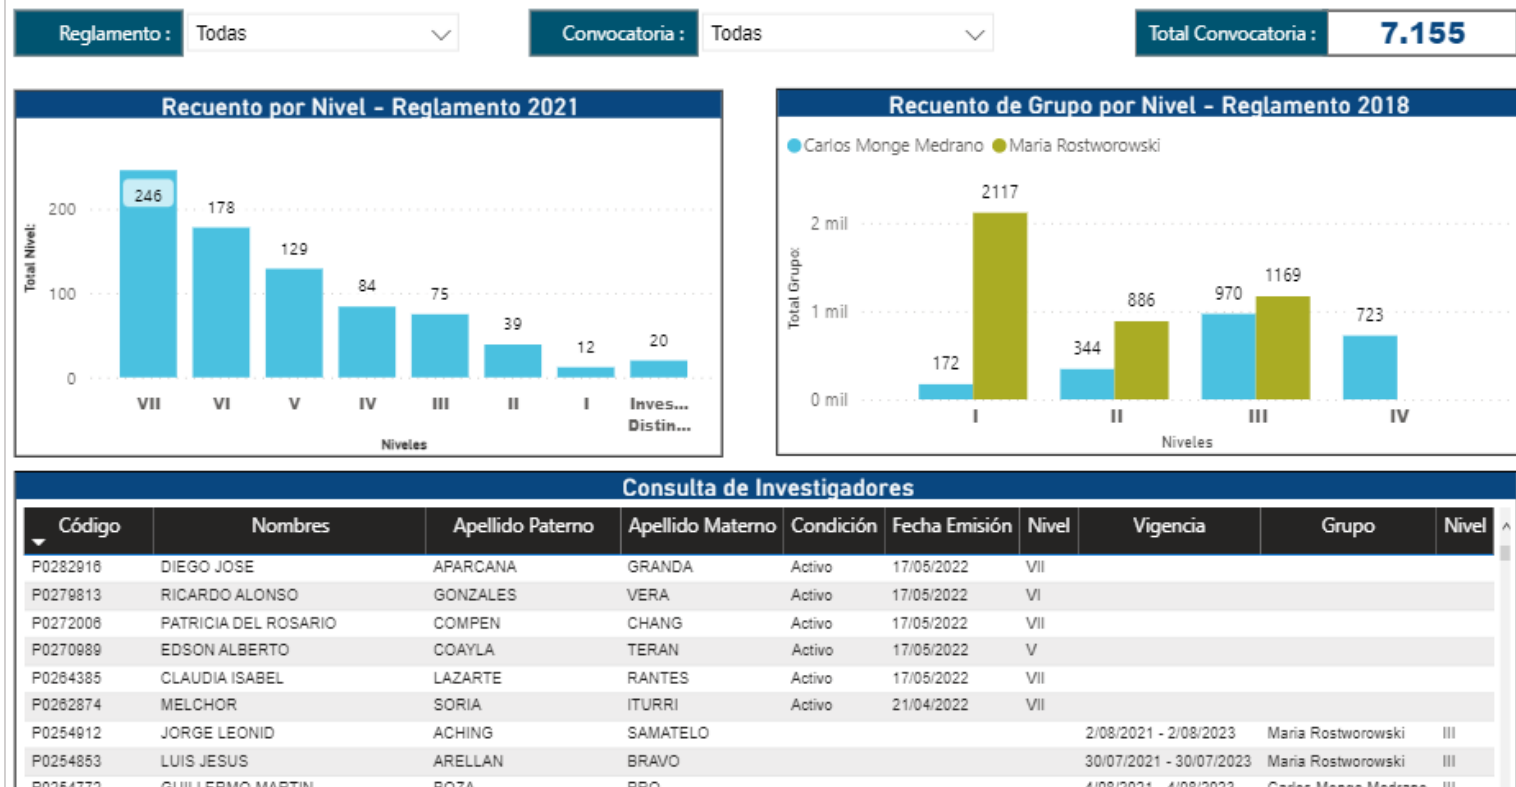 Reglamento : Todas Convocatoria : Todas Total Convocatoria : 7.155
Recuento por Nivel - Reglamento 2021
Total Nivel:
200
100
0
246
178
129
84
75
39
12
20
VII VI V IV III II I Inves...
Distin...
Niveles
Recuento de Grupo por Nivel - Reglamento 2018
Carlos Monge Medrano Maria Rostworowski
Total Grupo:
2 mil
1 mil
0 mil
172
2117
344
886
970
1169
723
I II III IV
Niveles
Consulta de Investigadores
Código Nombres Apellido Paterno Apellido Materno Condición Fecha Emisión Nivel Vigencia Grupo Nivel
P0282916 DIEGO JOSE APARCANA GRANDA Activo 17/05/2022 VII
P0279813 RICARDO ALONSO GONZALES VERA Activo 17/05/2022 VI
P0272006 PATRICIA DEL ROSARIO COMPEN CHANG Activo 17/05/2022 VII
P0270989 EDSON ALBERTO COAYLA TERAN Activo 17/05/2022 V
P0264385 CLAUDIA ISABEL LAZARTE RANTES Activo 17/05/2022 VII
P0262874 MELCHOR SORIA ITURRI Activo 21/04/2022 VII
P0254912 JORGE LEONID ACHING SAMATELO 2/08/2021 - 2/08/2023 Maria Rostworowski III
P0254853 LUIS JESUS ARELLAN BRAVO 30/07/2021 - 30/07/2023 Maria Rostworowski III